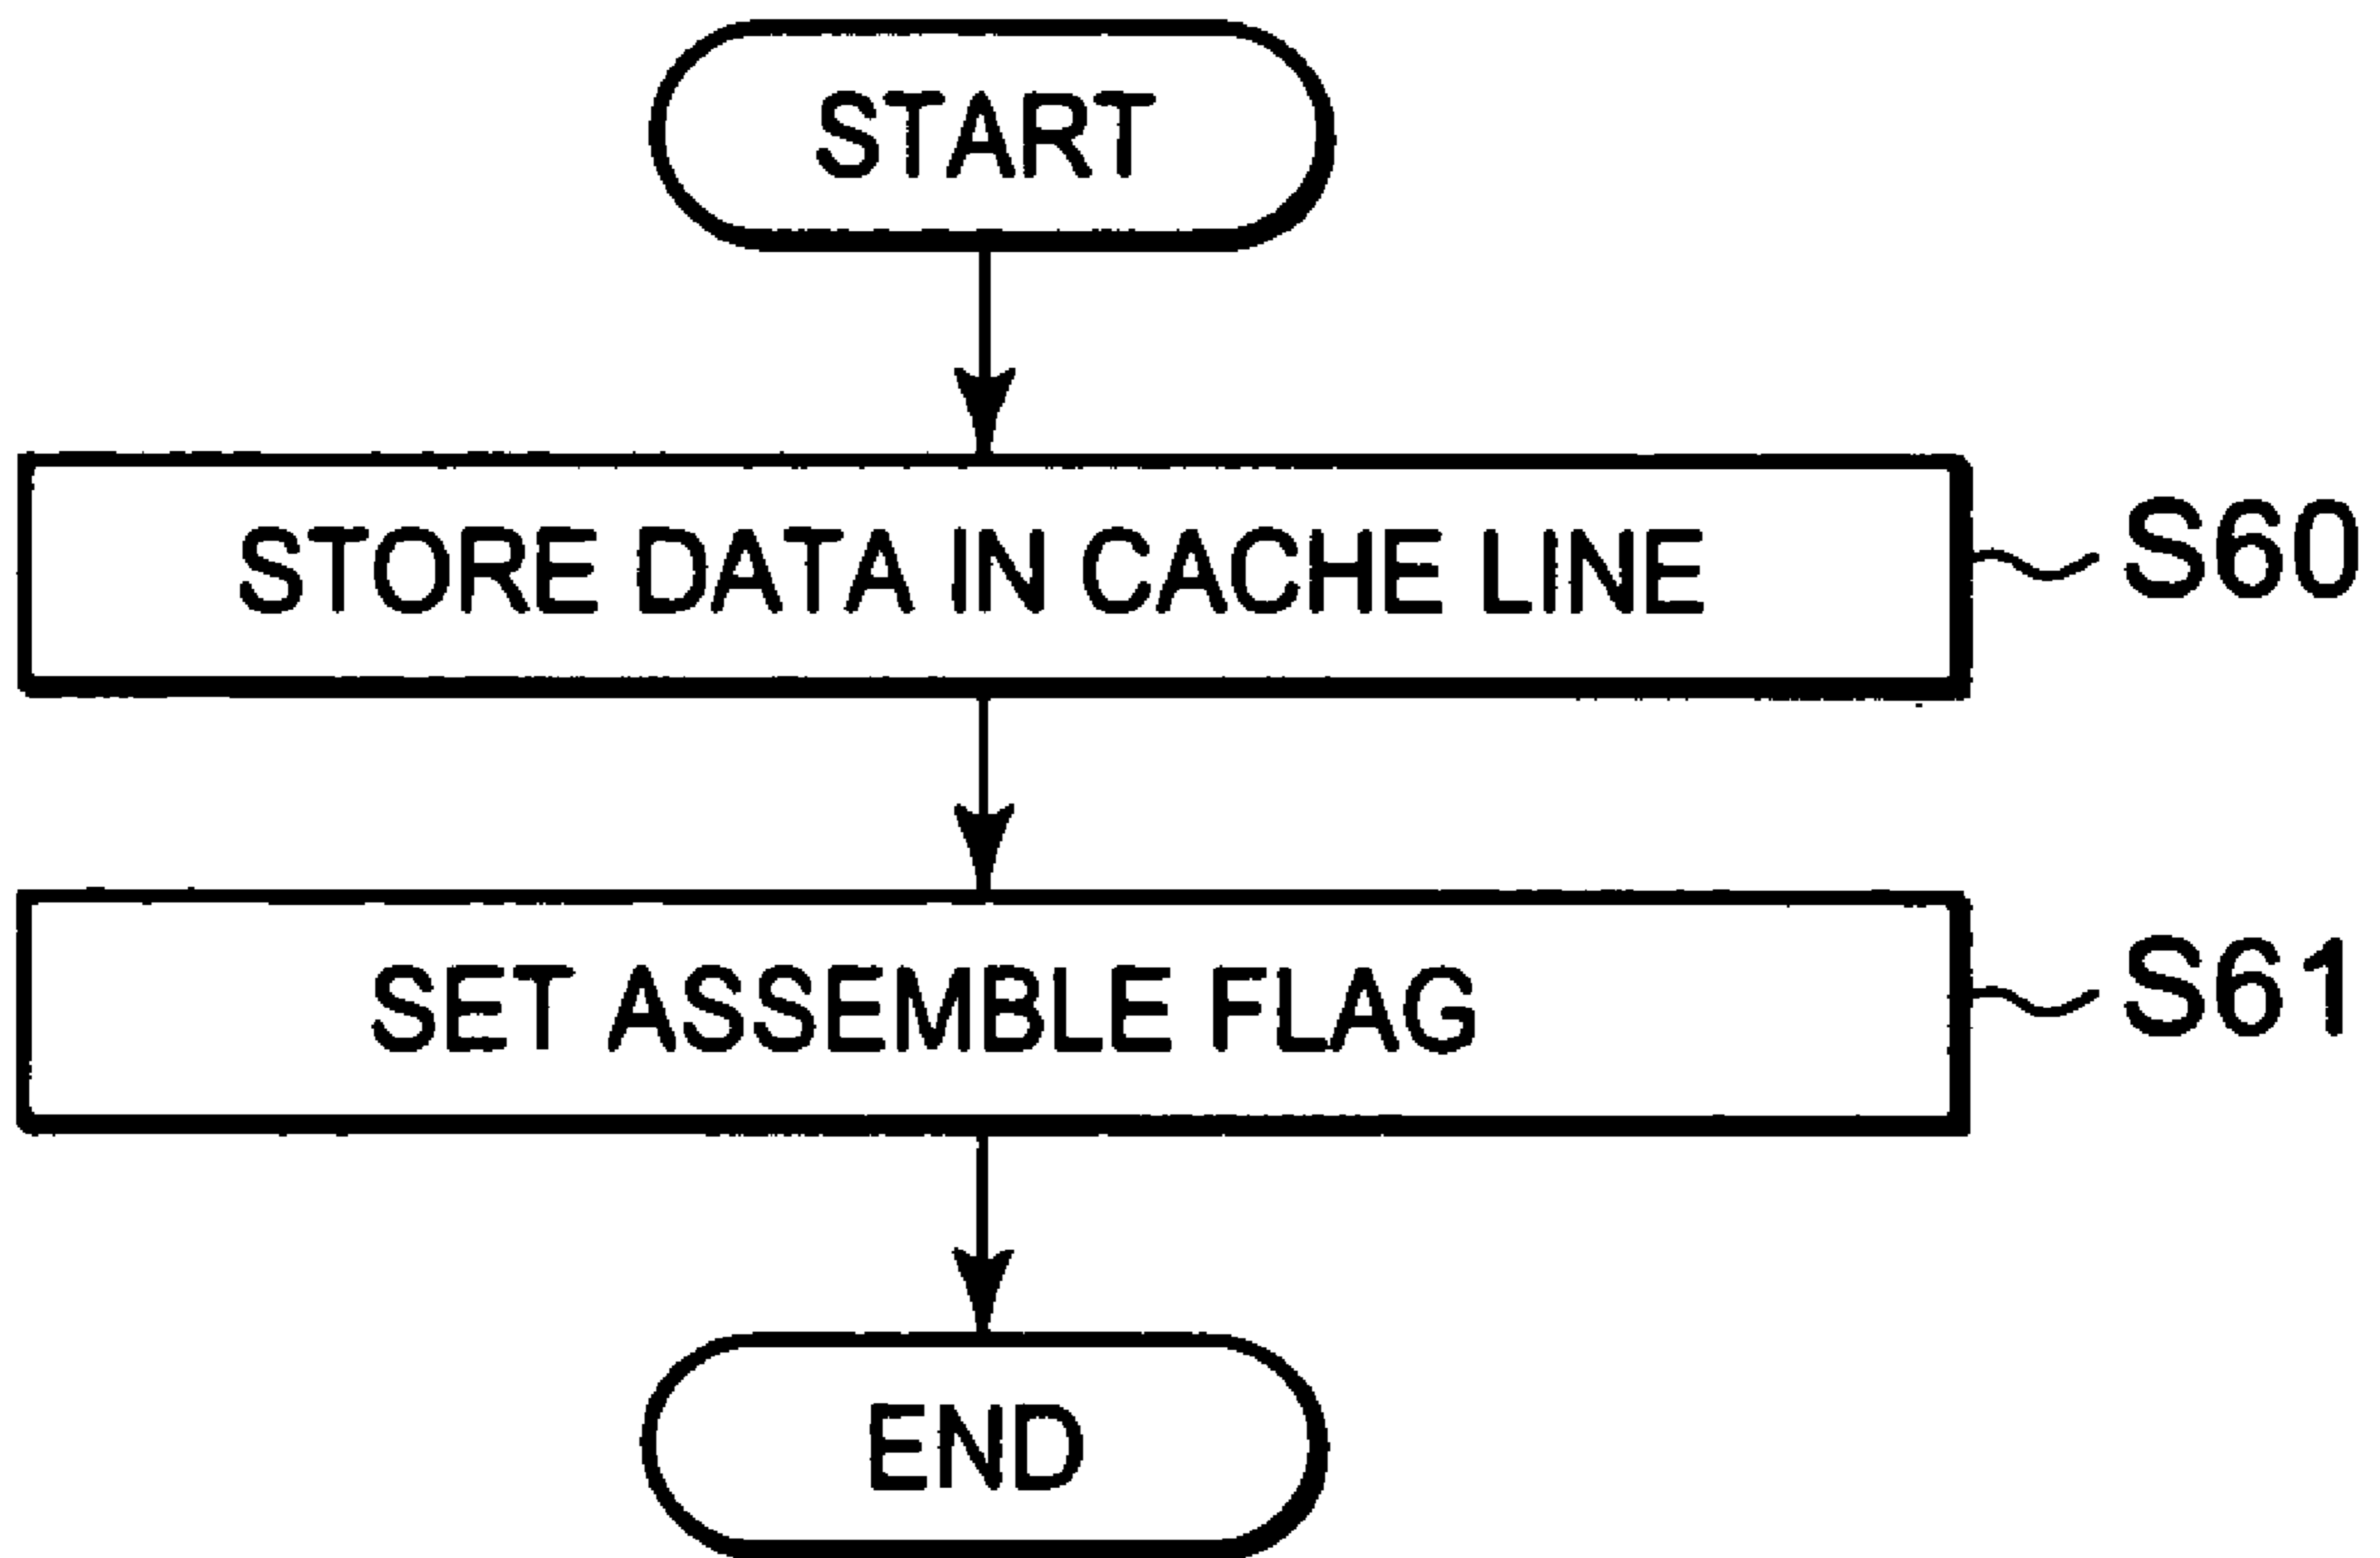 START
STORE DATA IN CACHE LINE
S60
SET ASSEMBLE FLAG
S61
END